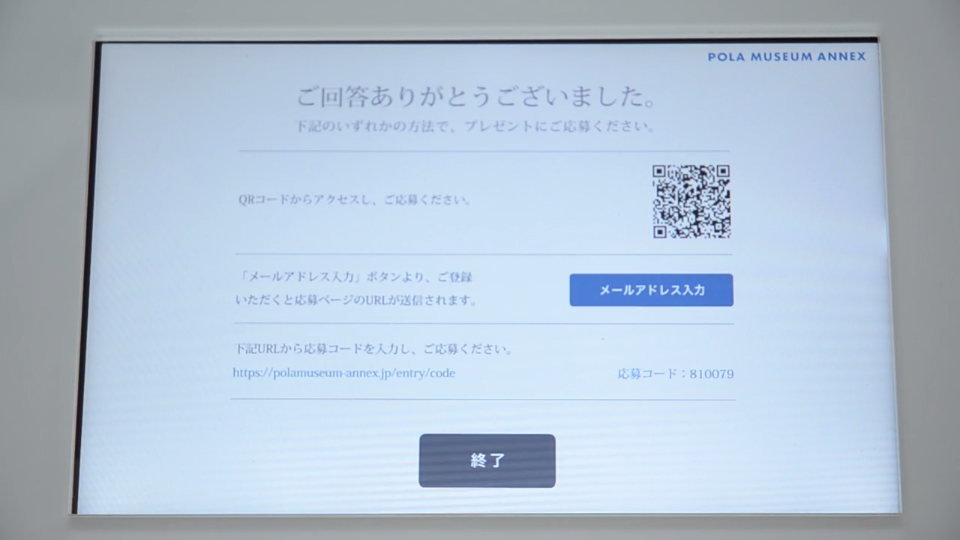 POLA MUSEUM ANNEX
ご回答ありがとうございました。
下記のいずれかの方法で、プレゼントにご応募ください。
QRコードからアクセスし、ご応募ください。
「メールアドレス入力」ボタンより、ご登録
いただくと応募ページのURLが送信されます。
メールアドレス入力
下記URLから応募コードを入力し、ご応募ください。
https://polamuseum-annex.jp/entry/code
応募コード：810079
終了